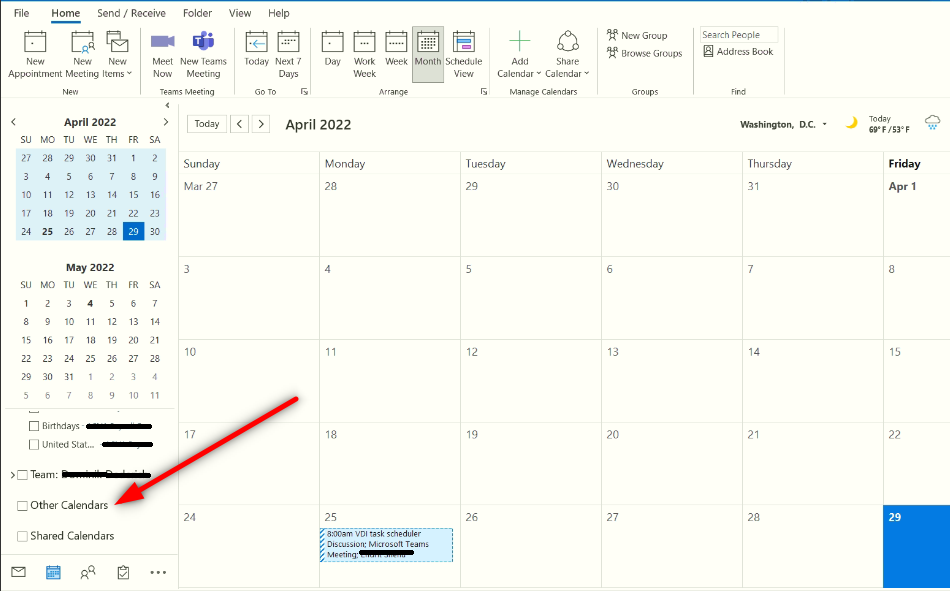 File Home Send / Receive Folder View Help
New Appointment
New Meeting
New Items
Meet Now
New Teams Meeting
Today
Next 7 Days
Day
Work Week
Week
Month
Schedule View
Add Calendar
Share Calendar
New Group
Browse Groups
Search People
Address Book
New
Teams Meeting
Go To
Arrange
Manage Calendars
Groups
Find
April 2022
SU MO TU WE TH FR SA
27 28 29 30 31 1 2
3 4 5 6 7 8 9
10 11 12 13 14 15 16
17 18 19 20 21 22 23
24 25 26 27 28 29 30
May 2022
SU MO TU WE TH FR SA
1 2 3 4 5 6 7
8 9 10 11 12 13 14
15 16 17 18 19 20 21
22 23 24 25 26 27 28
29 30 31 1 2 3 4
5 6 7 8 9 10 11
Birthdays -
United Stat...
Team:
Other Calendars
Shared Calendars
Today < > April 2022
Washington, D.C.
Today
69°F/53°F
Sunday Monday Tuesday Wednesday Thursday Friday
Mar 27 28 29 30 31 Apr 1
3 4 5 6 7 8
10 11 12 13 14 15
17 18 19 20 21 22
24 25 26 27 28 29
8:00am VDI task scheduler
Discussion; Microsoft Teams
Meeting;